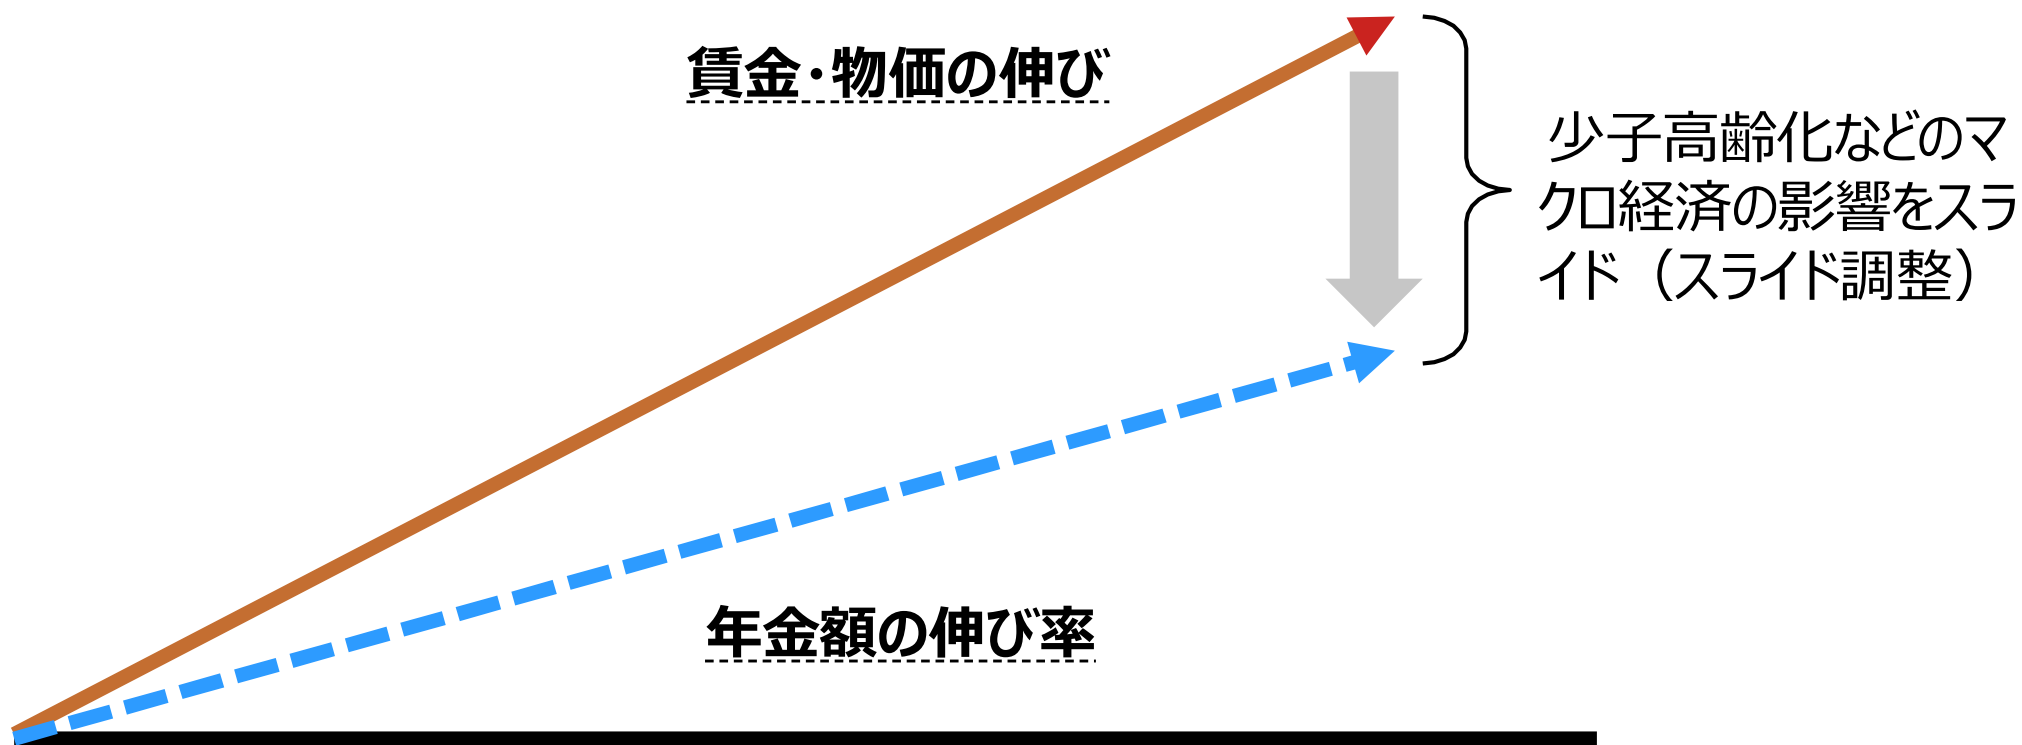 賃金・物価の伸び
少子高齢化などのマ
クロ経済の影響をスラ
イド（スライド調整）
年金額の伸び率